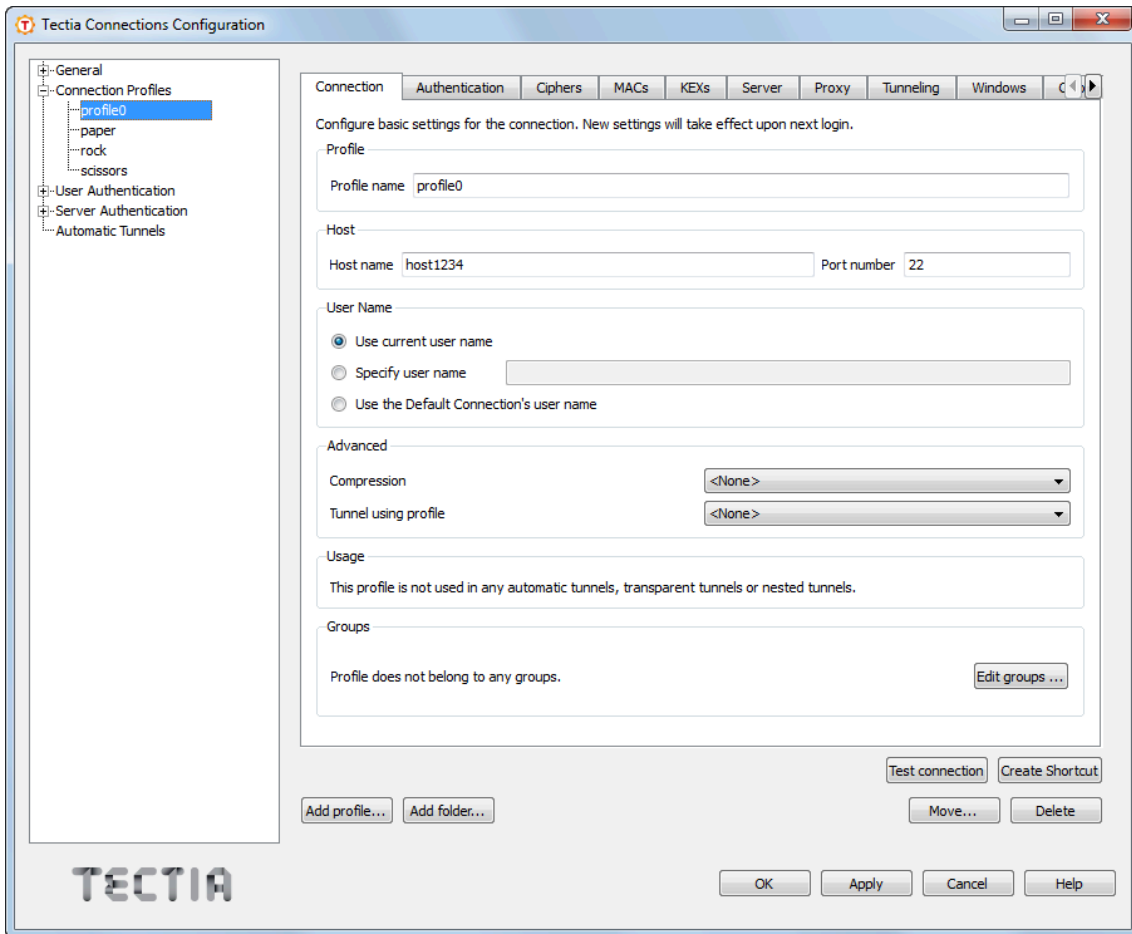 Tectia Connections Configuration
General
Connection Profiles
profile0
paper
rock
scissors
User Authentication
Server Authentication
Automatic Tunnels
Connection Authentication Ciphers MACs KEXs Server Proxy Tunneling Windows
Configure basic settings for the connection. New settings will take effect upon next login.
Profile
Profile name profile0
Host
Host name host1234 Port number 22
User Name
Use current user name
Specify user name
Use the Default Connection's user name
Advanced
Compression <None>
Tunnel using profile <None>
Usage
This profile is not used in any automatic tunnels, transparent tunnels or nested tunnels.
Groups
Profile does not belong to any groups. Edit groups ...
Test connection Create Shortcut
Add profile... Add folder... Move... Delete
TECTIA
OK Apply Cancel Help